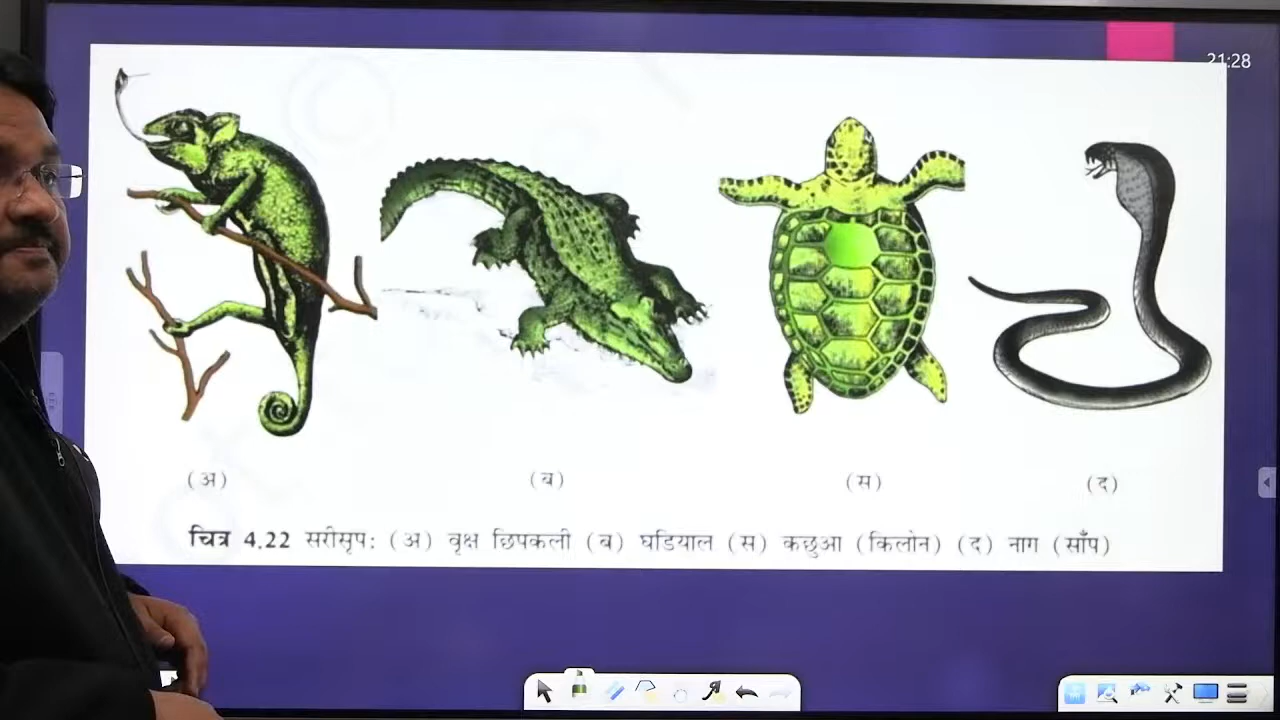 21:28
(अ) (ब) (स) (द)
चित्र 4.22 सरीसृप: (अ) वृक्ष छिपकली (ब) घडियाल (स) कछुआ (किलोन) (द) नाग (साँप)